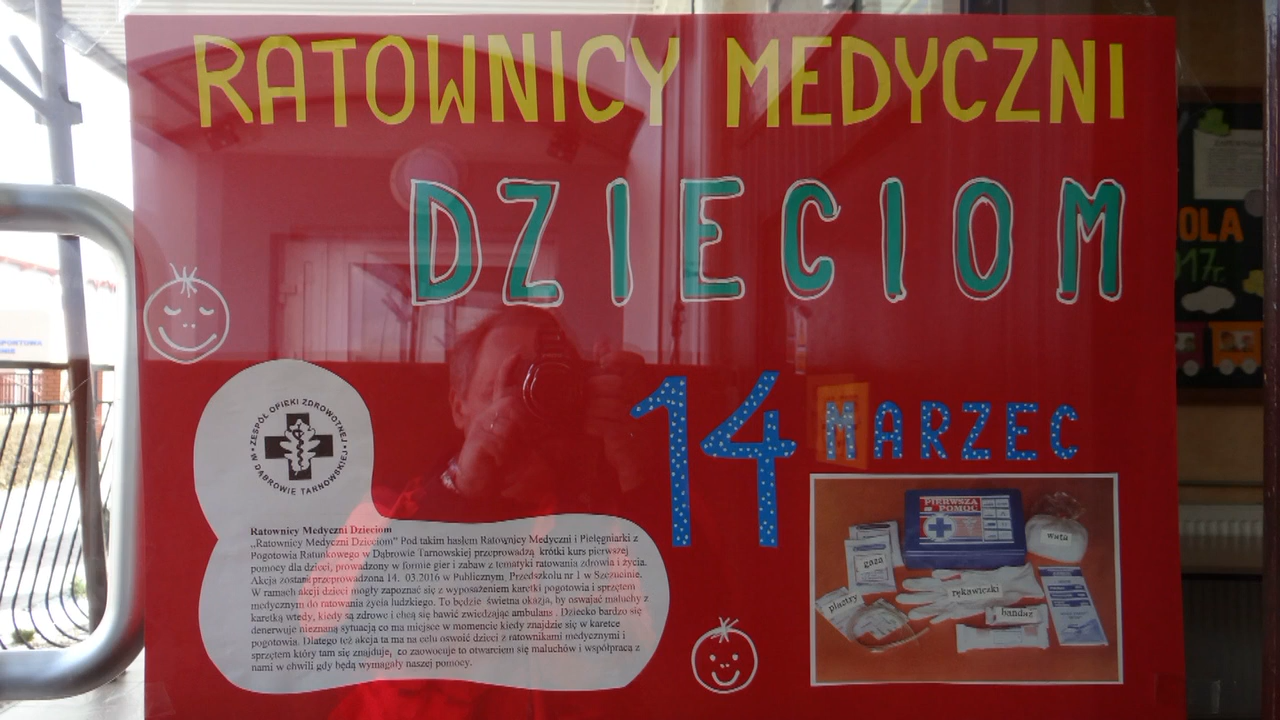 RATOWNICY MEDYCZNI
DZIECIOM
14 MARZEC
ZESPÓŁ OPIEKI ZDROWOTNEJ
W DĄBROWIE TARNOWSKIEJ
Ratownicy Medyczni Dzieciom
„Ratownicy Medyczni Dzieciom" Pod takim hasłem Ratownicy Medyczni i Pielęgniarki z
Pogotowia Ratunkowego w Dąbrowie Tarnowskiej przeprowadzą krótki kurs pierwszej
pomocy dla dzieci, prowadzony w formie gier i zabaw z tematyki ratowania zdrowia i życia.
Akcja zostani przeprowadzona 14. 03.2016 w Publicznym Przedszkolu nr 1 w Szczucinie.
W ramach akcji dzieci mogły zapoznać się z wyposażeniem karetki pogotowia i sprzętem
medycznym do ratowania życia ludzkiego. To będzie świetna okazja, by oswajać maluchy z
karetką wtedy, kiedy są zdrowe i chcą się bawić zwiedzając ambulans . Dziecko bardzo się
denerwuje nieznaną sytuacją co ma miejsce w momencie kiedy znajdzie się w karetce
pogotowia. Dlatego też akcja ta ma na celu oswoić dzieci z ratownikami medycznymi i
sprzętem który tam się znajduje, co zaowocuje to otwarciem się maluchów i współpracą z
nami w chwili gdy będą wymagały naszej pomocy.
PIERWSZA
POMOC
wata
gaza
rękawiczki
plastry
bandaż
OLA
17r.